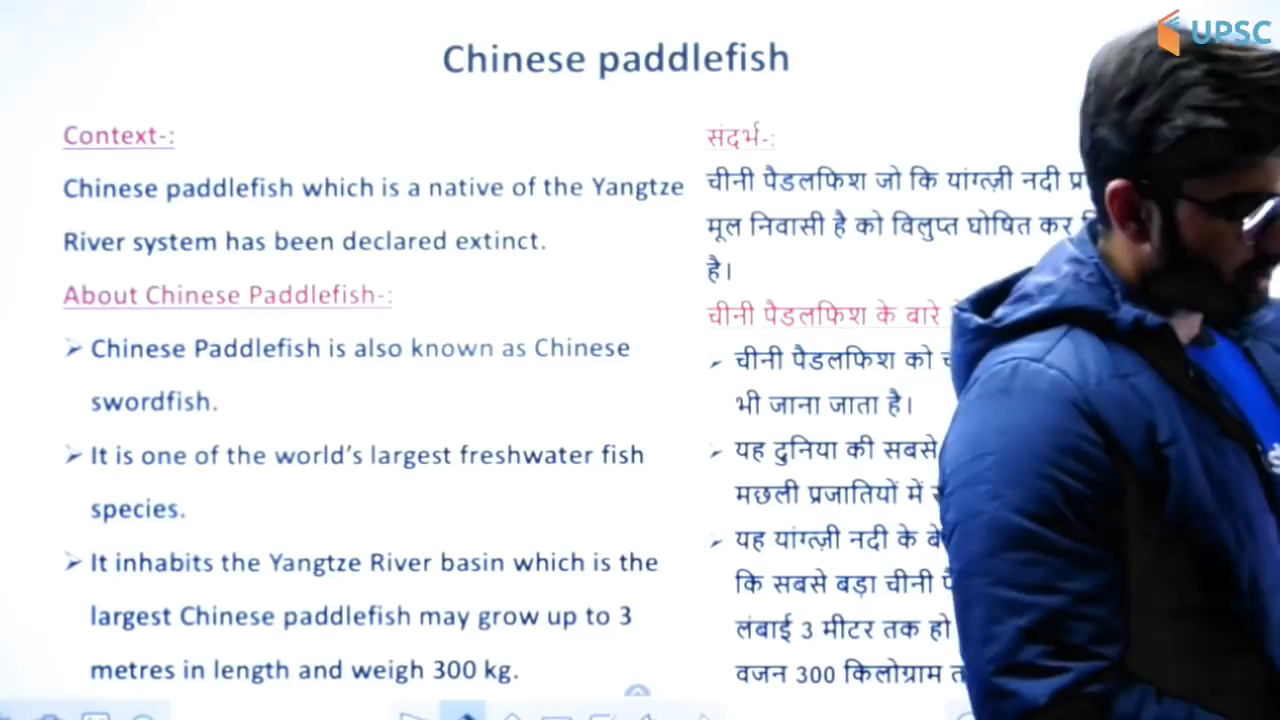 UPSC
Chinese paddlefish
Context-:
Chinese paddlefish which is a native of the Yangtze
River system has been declared extinct.
About Chinese Paddlefish-:
➢ Chinese Paddlefish is also known as Chinese
swordfish.
➢ It is one of the world’s largest freshwater fish
species.
➢ It inhabits the Yangtze River basin which is the
largest Chinese paddlefish may grow up to 3
metres in length and weigh 300 kg.
संदर्भ-:
चीनी पैडलफिश जो कि यांग्त्ज़ी नदी
मूल निवासी है को विलुप्त घोषित कर
है।
चीनी पैडलफिश के बारे
➢ चीनी पैडलफिश को
भी जाना जाता है।
➢ यह दुनिया की सबसे
मछली प्रजातियों में
➢ यह यांग्त्ज़ी नदी के
कि सबसे बड़ा चीनी
लंबाई 3 मीटर तक हो
वजन 300 किलोग्राम